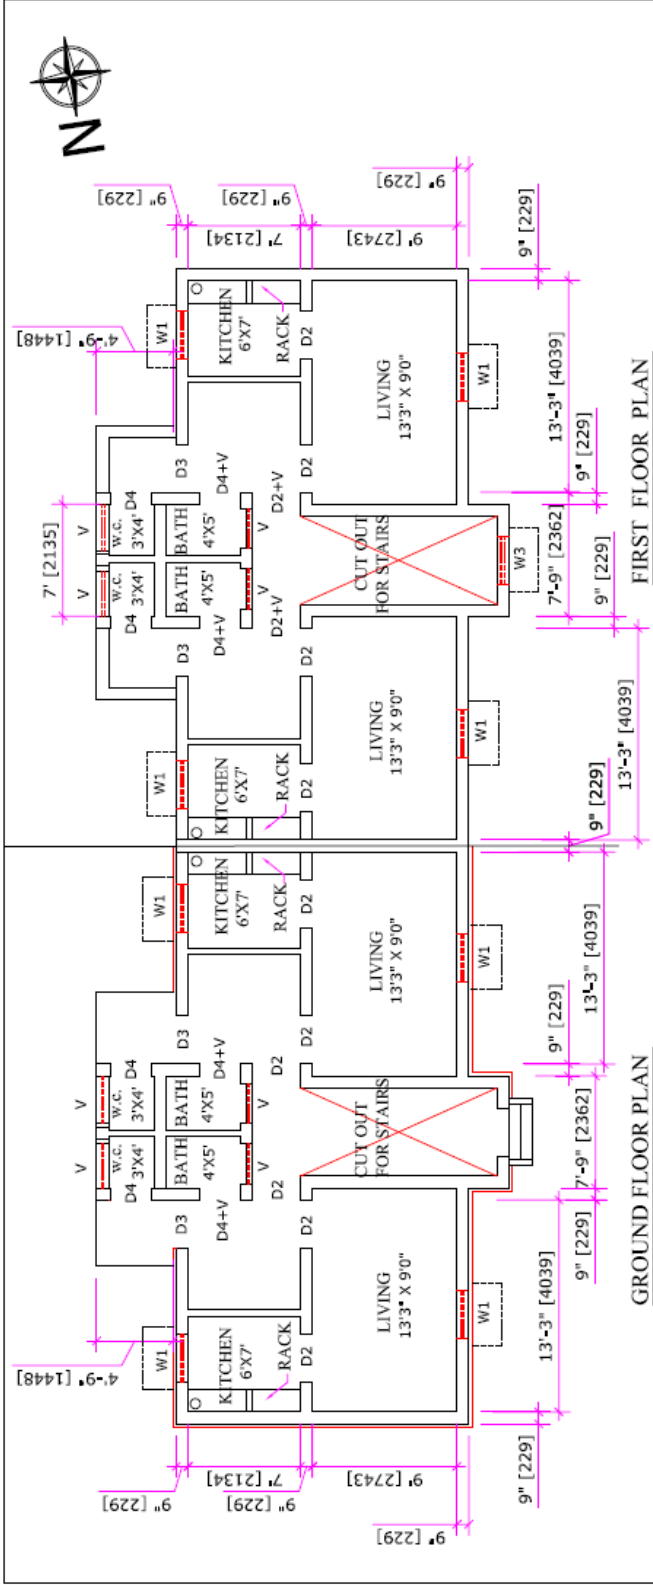 N
GROUND FLOOR PLAN
4'-9" [1448]
9" [229]
7' [2134]
9" [229]
9' [2743]
9" [229]
V
V
W.C.
3'X4'
W.C.
3'X4'
D4
D4
W1
W1
D3
D3
BATH
4'X5'
BATH
4'X5'
D4+V
D4+V
V
V
KITCHEN
6'X7'
KITCHEN
6'X7'
RACK
RACK
D2
D2
D2
D2
D2
D2
CUT OUT
FOR STAIRS
LIVING
13'3" X 9'0"
LIVING
13'3" X 9'0"
W1
W1
9" [229]
13'-3" [4039]
9" [229]
7'-9" [2362]
9" [229]
13'-3" [4039]
9" [229]
FIRST FLOOR PLAN
7' [2135]
4'-9" [1448]
9" [229]
7' [2134]
9" [229]
9' [2743]
9" [229]
V
V
W.C.
3'X4'
W.C.
3'X4'
D4
D4
W1
W1
D3
D3
BATH
4'X5'
BATH
4'X5'
D4+V
D4+V
V
V
KITCHEN
6'X7'
KITCHEN
6'X7'
RACK
RACK
D2
D2
D2+V
D2+V
D2
D2
CUT OUT
FOR STAIRS
LIVING
13'3" X 9'0"
LIVING
13'3" X 9'0"
W1
W3
W1
13'-3" [4039]
9" [229]
7'-9" [2362]
9" [229]
13'-3" [4039]
9" [229]